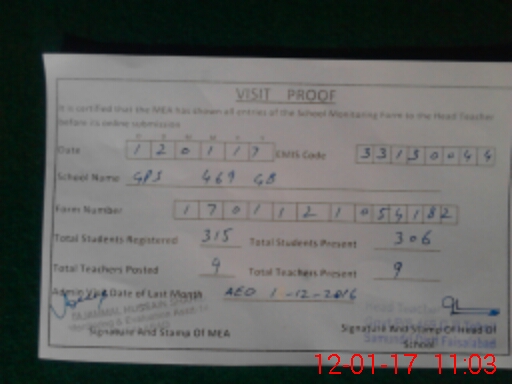 VISIT PROOF
It is certified that the MEA has shown all entries of the School Monitoring Form to the Head Teacher
before its online submission
Date 1 2 0 1 1 7 EMIS Code 3 3 1 3 0 0 4 4
School Name GPS 469 GB
Form Number 1 7 0 1 1 2 1 0 5 4 1 8 2
Total Students Registered 315 Total Students Present 306
Total Teachers Posted 9 Total Teachers Present 9
Admin Visit Date of Last Month AEO 1-12-2016
Head Teacher
Signature And Stamp Of MEA Signature And Stamp Of Head Of
School
Faisalabad
12-01-17 11:03